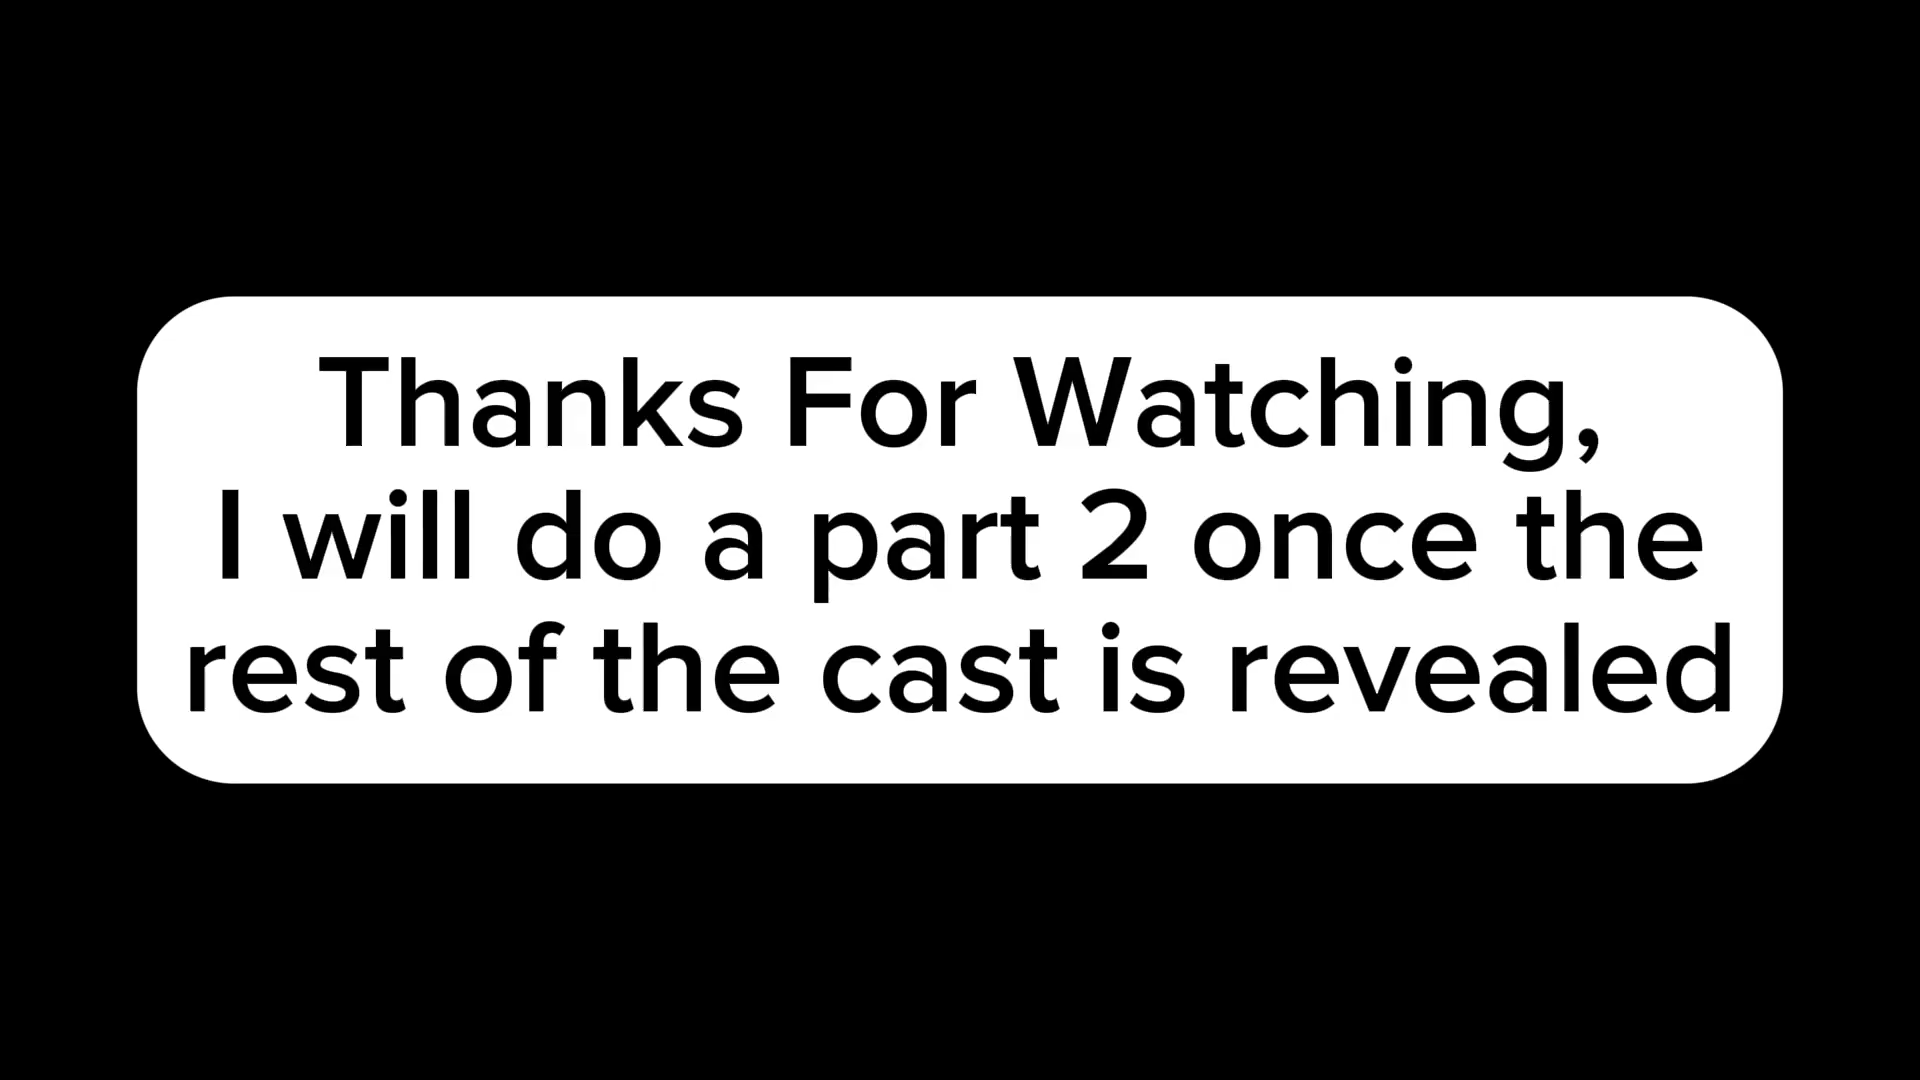 Thanks For Watching,
I will do a part 2 once the
rest of the cast is revealed